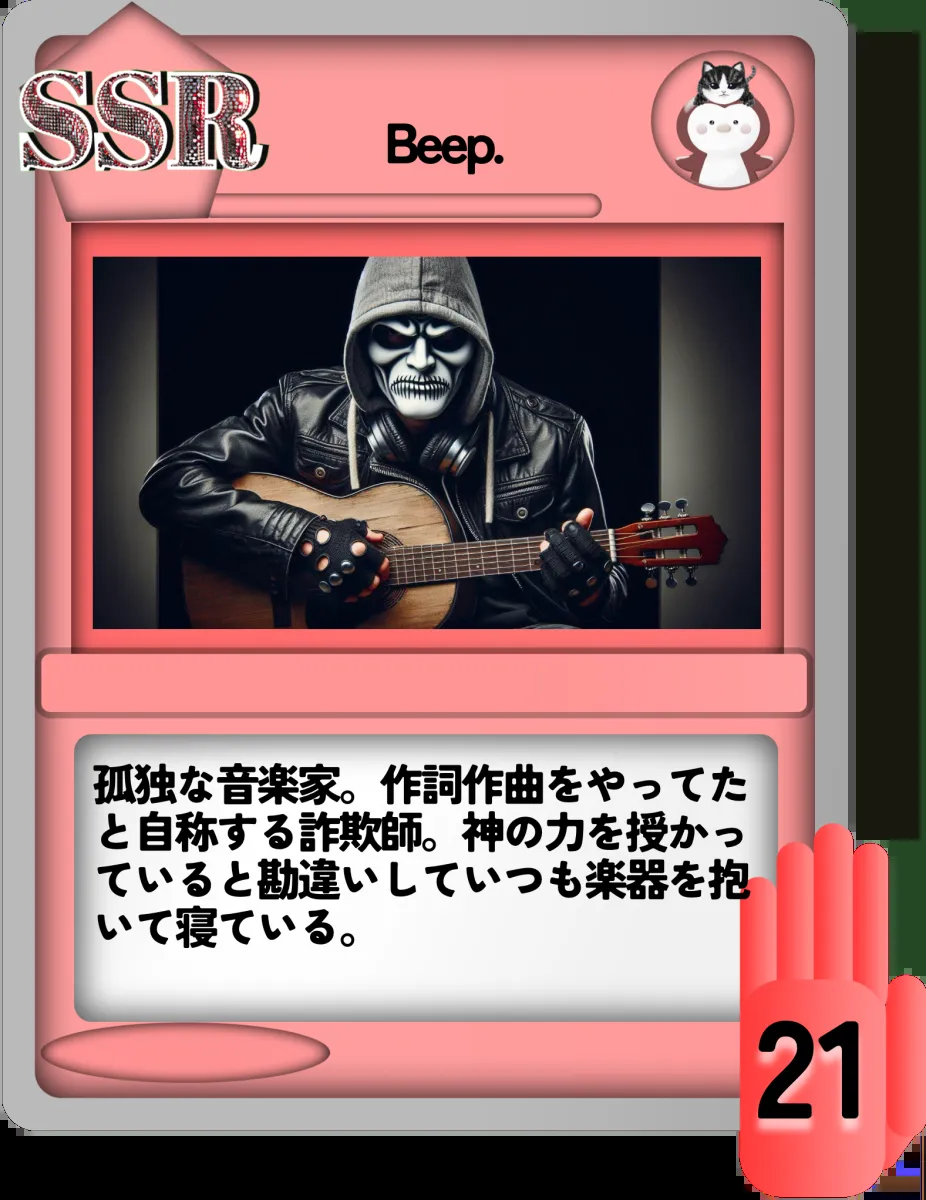 SSR
Beep.
孤独な音楽家。作詞作曲をやってた
と自称する詐欺師。神の力を授かっ
ていると勘違いしていつも楽器を抱
いて寝ている。
21